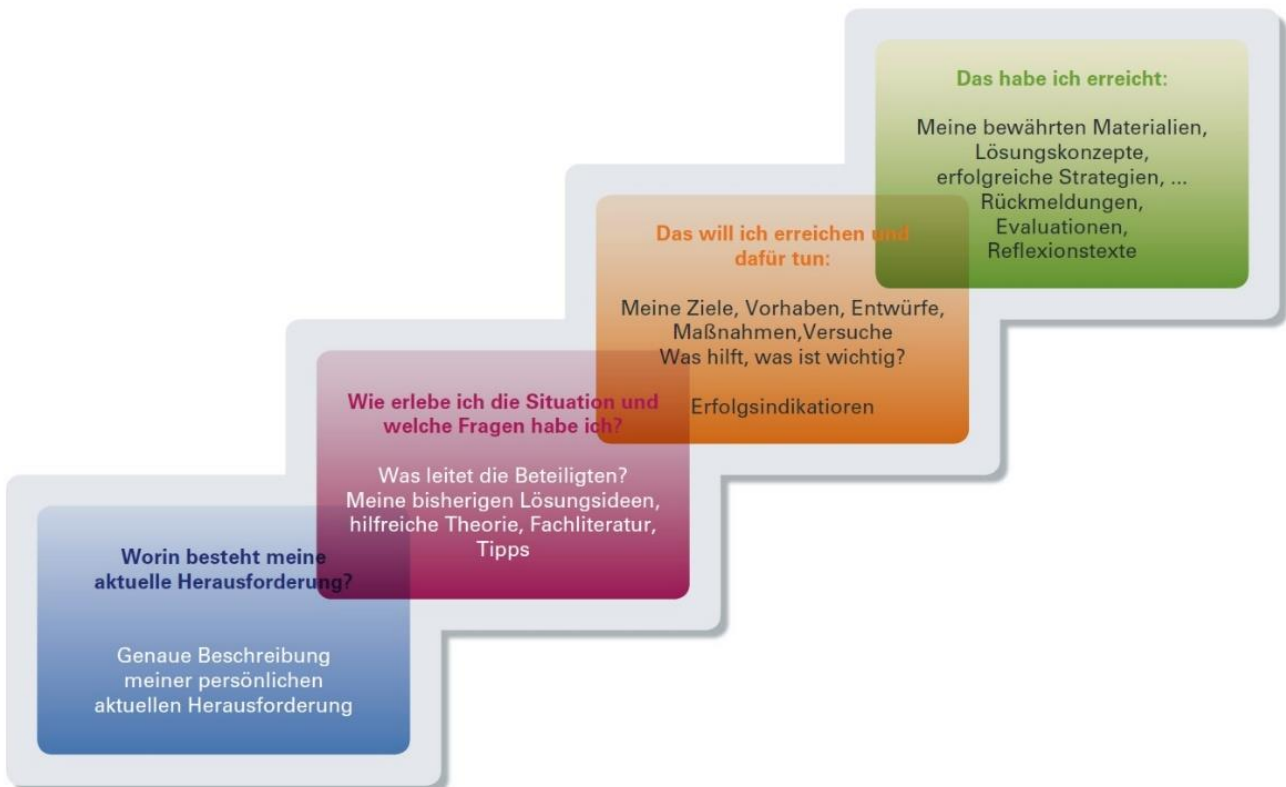 Das habe ich erreicht:
Meine bewährten Materialien,
Lösungskonzepte,
erfolgreiche Strategien, ...
Rückmeldungen,
Evaluationen,
Reflexionstexte
Das will ich erreichen und
dafür tun:
Meine Ziele, Vorhaben, Entwürfe,
Maßnahmen,Versuche
Was hilft, was ist wichtig?
Erfolgsindikatioren
Wie erlebe ich die Situation und
welche Fragen habe ich?
Was leitet die Beteiligten?
Meine bisherigen Lösungsideen,
hilfreiche Theorie, Fachliteratur,
Tipps
Worin besteht meine
aktuelle Herausforderung?
Genaue Beschreibung
meiner persönlichen
aktuellen Herausforderung